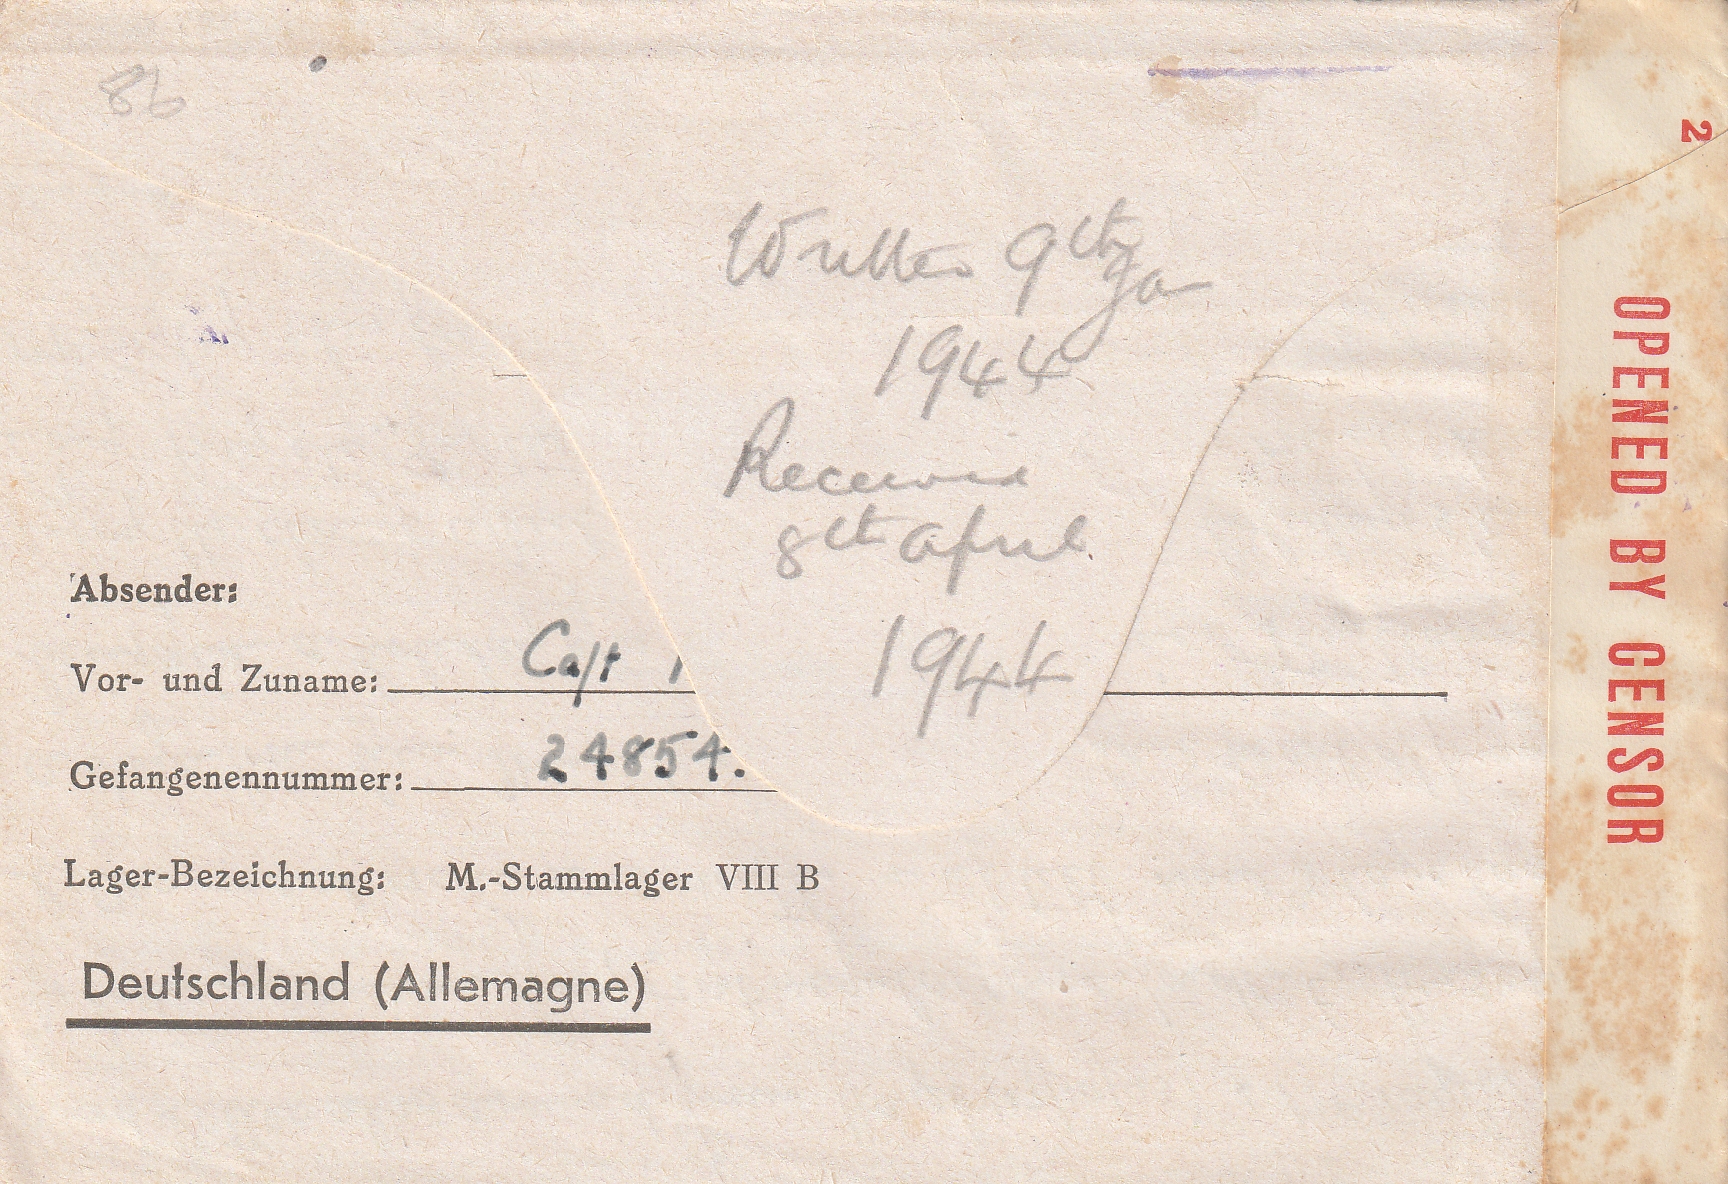 86
2
Written 9th Jan
1944
Received
8th April
1944
Absender:
Vor- und Zuname: Capt
Gefangenennummer: 24854.
Lager-Bezeichnung: M.-Stammlager VIII B
Deutschland (Allemagne)
OPENED BY CENSOR